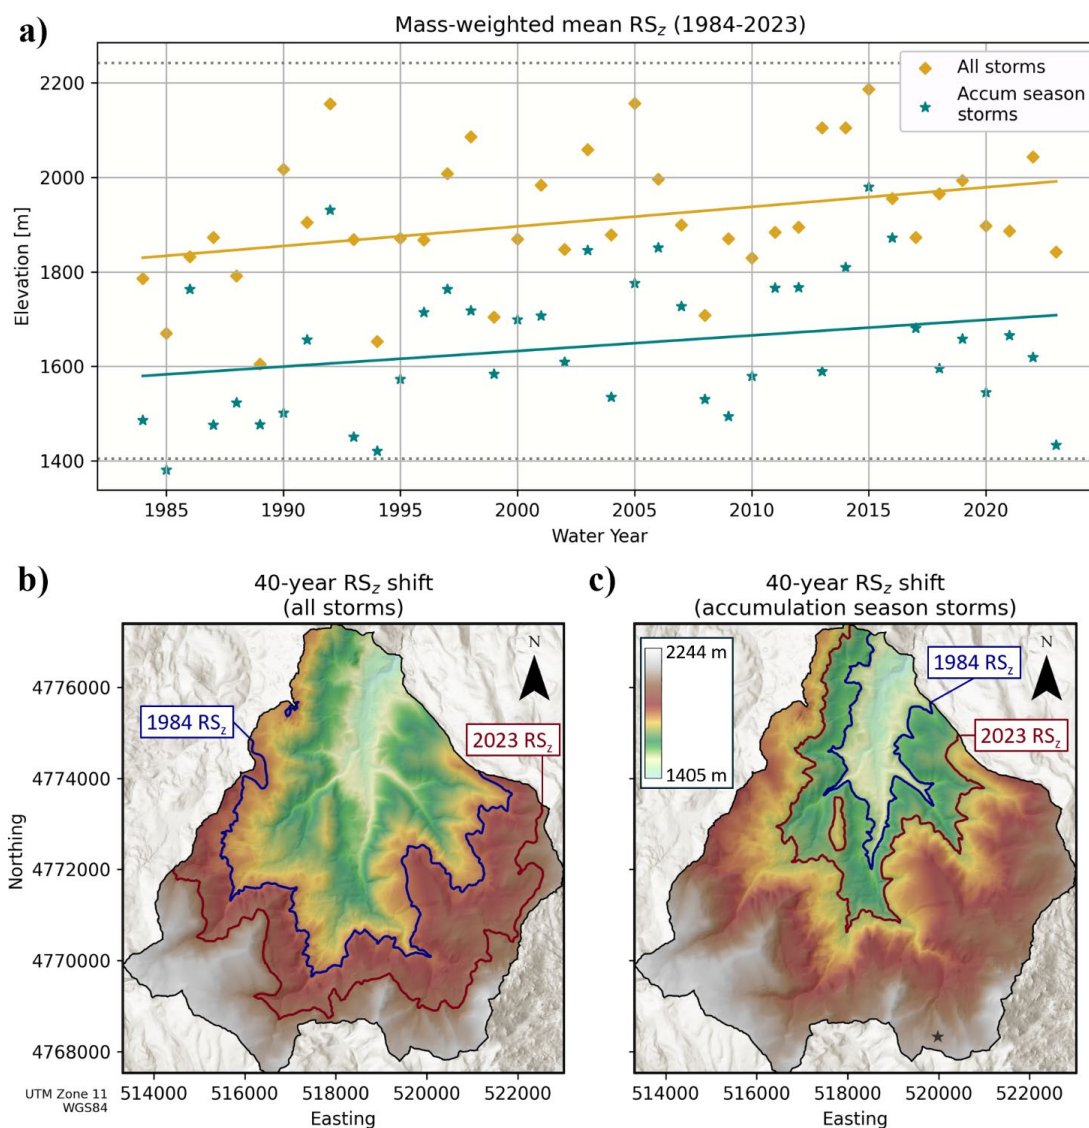 a)
Mass-weighted mean RSz (1984-2023)
All storms
Accum season
storms
Elevation [m]
2200
2000
1800
1600
1400
1985 1990 1995 2000 2005 2010 2015 2020
Water Year
b)
40-year RSz shift
(all storms)
N
1984 RSz
2023 RSz
Northing
4776000
4774000
4772000
4770000
4768000
514000 516000 518000 520000 522000
Easting
UTM Zone 11
WGS84
c)
40-year RSz shift
(accumulation season storms)
2244 m
1405 m
N
1984 RSz
2023 RSz
514000 516000 518000 520000 522000
Easting